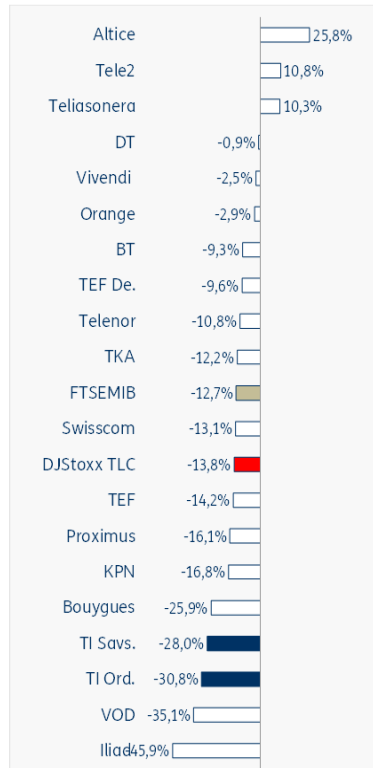 Altice 25,8%
Tele2 10,8%
Teliasonera 10,3%
DT -0,9%
Vivendi -2,5%
Orange -2,9%
BT -9,3%
TEF De. -9,6%
Telenor -10,8%
TKA -12,2%
FTSEMIB -12,7%
Swisscom -13,1%
DJStoxx TLC -13,8%
TEF -14,2%
Proximus -16,1%
KPN -16,8%
Bouygues -25,9%
TI Savs. -28,0%
TI Ord. -30,8%
VOD -35,1%
Iliad 45,9%